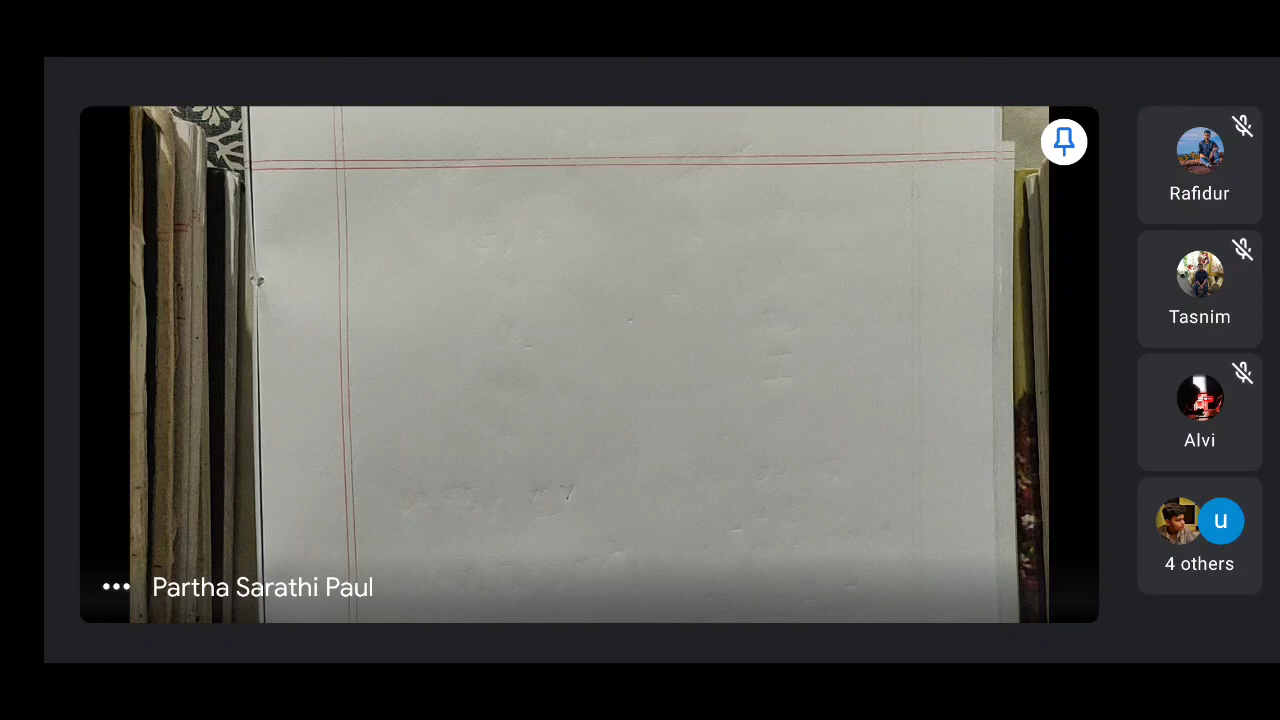 Rafidur
Tasnim
Alvi
u
4 others
Partha Sarathi Paul